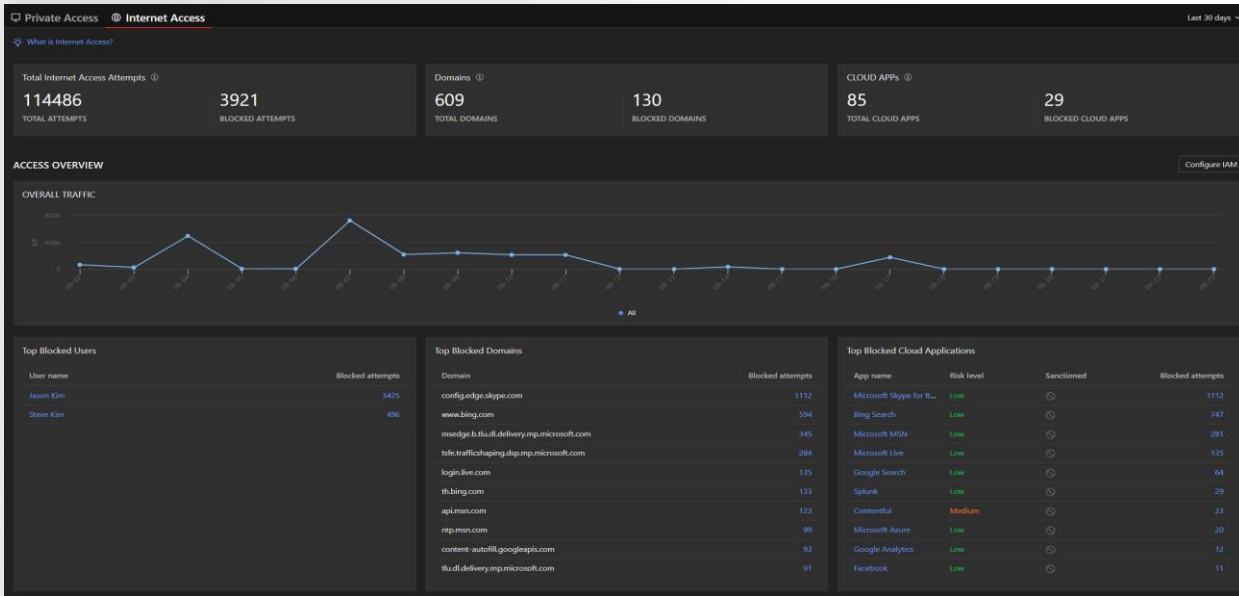 Private Access Internet Access Last 30 days
What is Internet Access?
Total Internet Access Attempts Domains CLOUD APPs
114486 3921 609 130 85 29
TOTAL ATTEMPTS BLOCKED ATTEMPTS TOTAL DOMAINS BLOCKED DOMAINS TOTAL CLOUD APPS BLOCKED CLOUD APPS
ACCESS OVERVIEW Configure IAM
OVERALL TRAFFIC
800k
400k
0
All
Top Blocked Users
User name Blocked attempts
Jason Kim 3425
Steve Kim 496
Top Blocked Domains
Domain Blocked attempts
config.edge.skype.com 1112
www.bing.com 594
msedge.b.tlu.dl.delivery.mp.microsoft.com 345
tsfe.trafficshaping.dsp.mp.microsoft.com 284
login.live.com 135
th.bing.com 133
api.msn.com 123
ntp.msn.com 99
content-autofill.googleapis.com 93
tlu.dl.delivery.mp.microsoft.com 91
Top Blocked Cloud Applications
App name Risk level Sanctioned Blocked attempts
Microsoft Skype for B... Low 1112
Bing Search Low 747
Microsoft MSN Low 281
Microsoft Live Low 135
Google Search Low 64
Splunk Low 29
Contentful Medium 23
Microsoft Azure Low 20
Google Analytics Low 12
Facebook Low 11